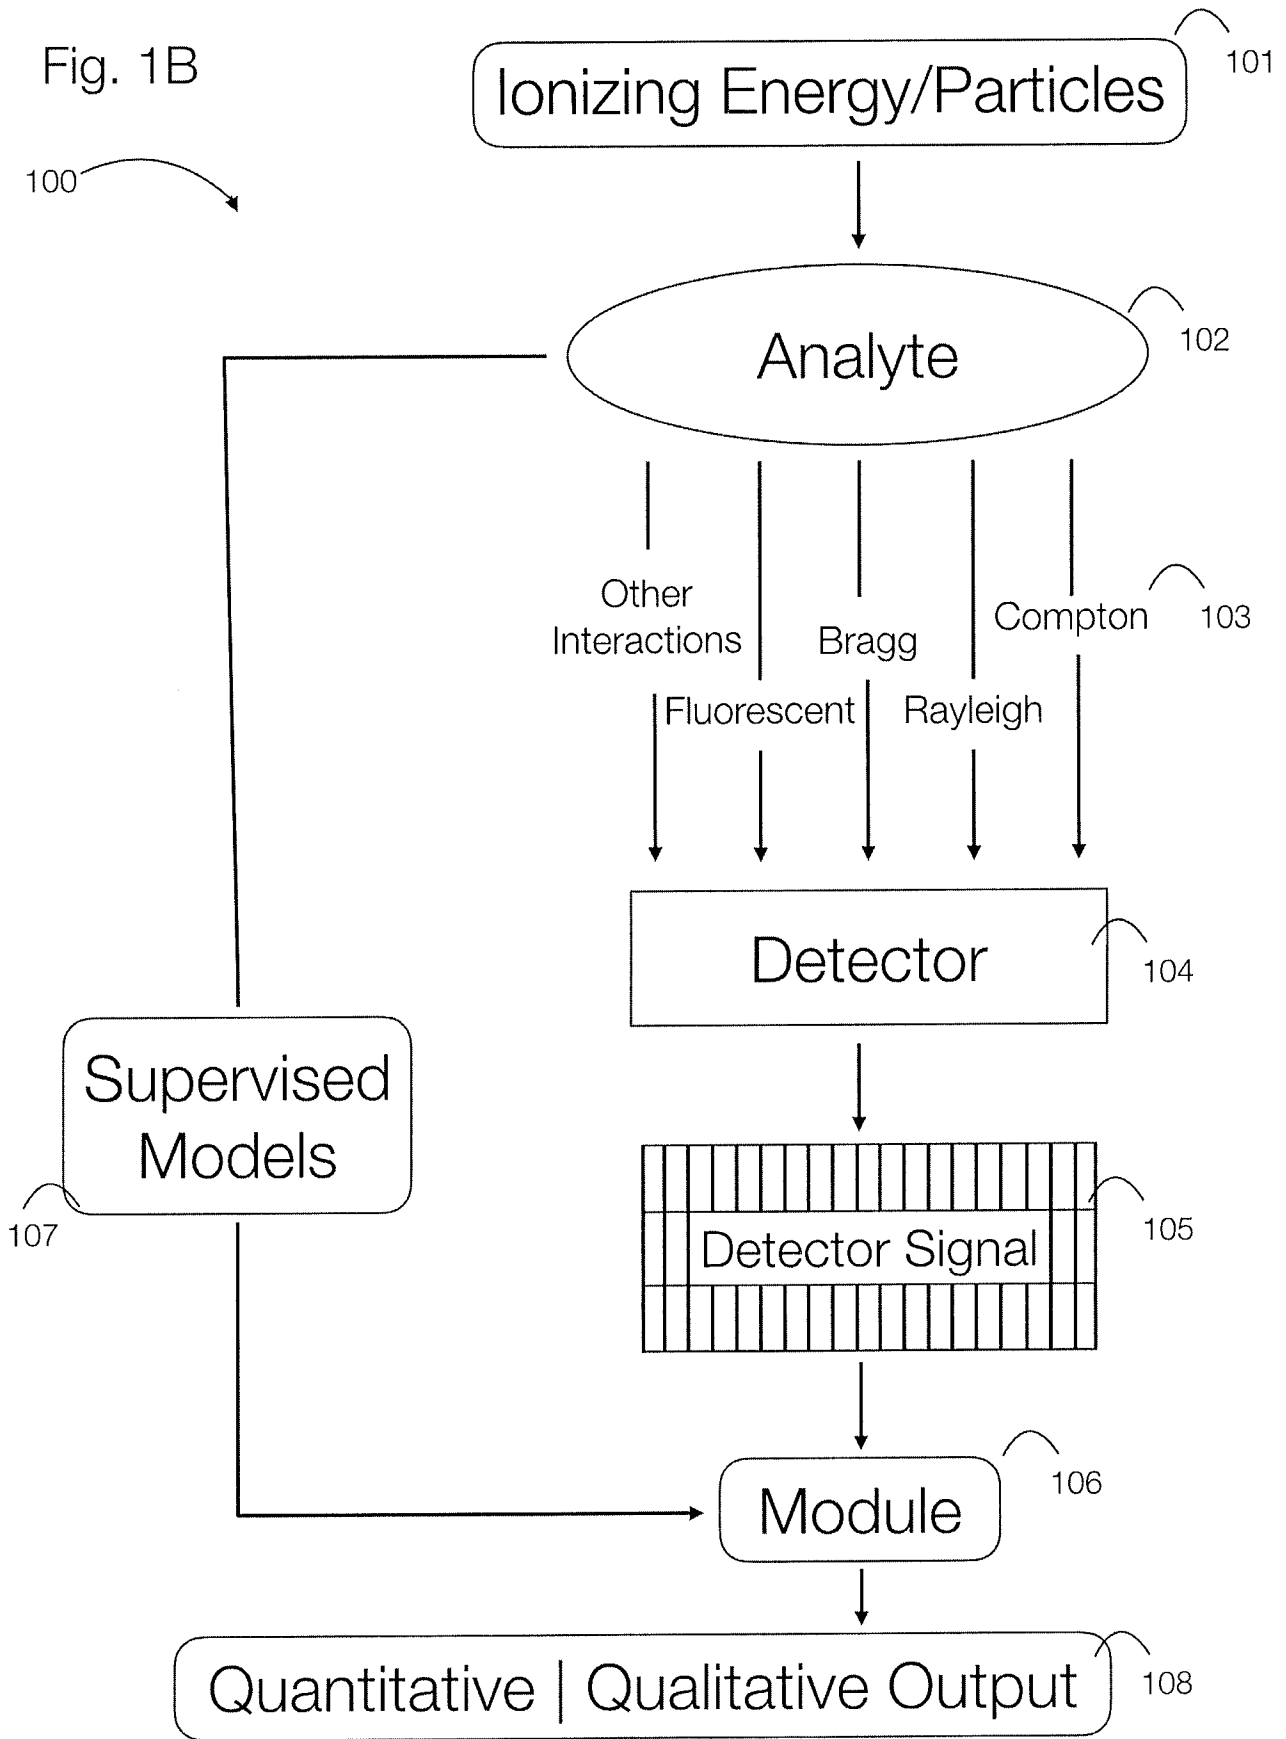 Fig. 1B
101
Ionizing Energy/Particles
100
102
Analyte
Other
Interactions
Fluorescent
Bragg
Rayleigh
Compton
103
Detector
104
Supervised
Models
107
Detector Signal
105
Module
106
Quantitative | Qualitative Output
108